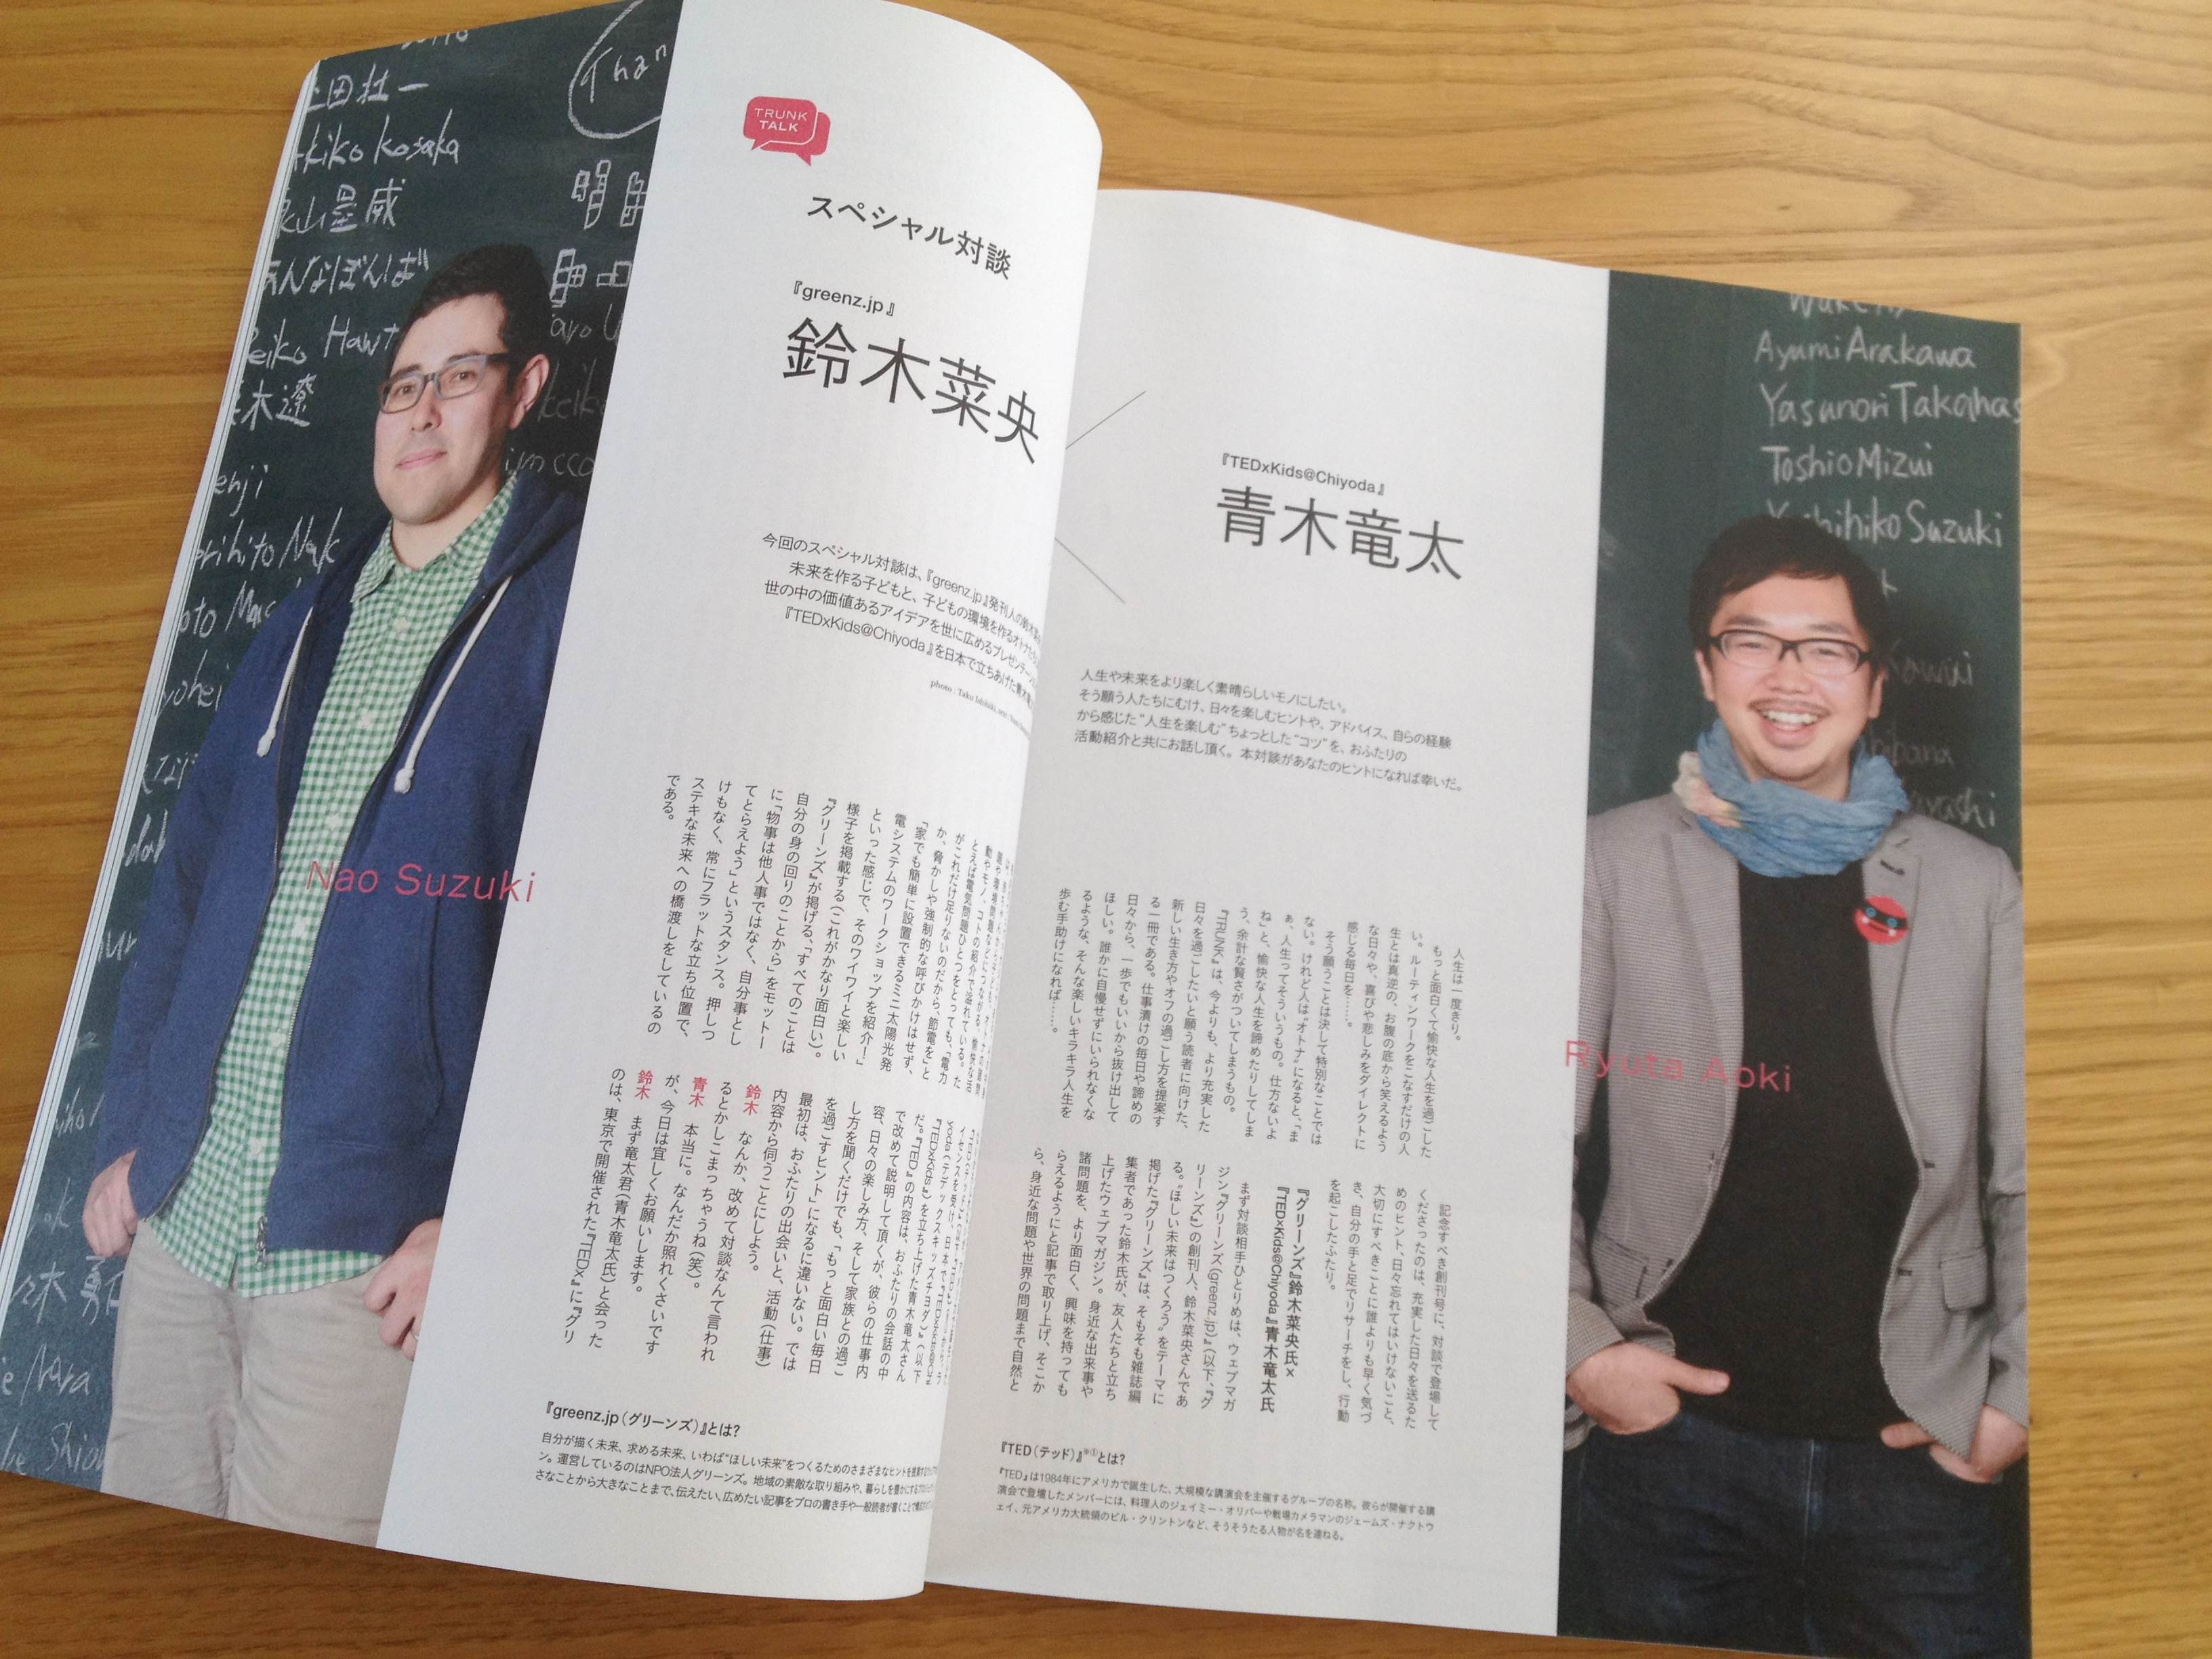 TRUNK
TALK
スペシャル対談
『greenz.jp』
鈴木菜央
『TEDxKids@Chiyoda』
青木竜太
今回のスペシャル対談は、『greenz.jp』発刊人の鈴木
未来を作る子どもと、子どもの環境を作るオトナ
世の中の価値あるアイデアを世に広めるプレゼンテーション
『TEDxKids@Chiyoda』を日本で立ちあげた青木
人生や未来をより楽しく素晴らしいモノにしたい。
そう願う人たちにむけ、日々を楽しむヒントや、アドバイス、自らの経験
から感じた“人生を楽しむ”ちょっとした“コツ”を、おふたりの
活動紹介と共にお話し頂く。本対談があなたのヒントになれば幸いだ。
Nao Suzuki
Ryuta Aoki
人生は一度きり。
もっと面白くて愉快な人生を過ごした
い。ルーティンワークをこなすだけの人
生とは真逆の、お腹の底から笑えるよう
な日々や、喜びや悲しみをダイレクトに
感じる毎日を……。
そう願うことは決して特別なことでは
ない。けれど人は“オトナ”になると、「ま
ぁ、人生ってそういうもの。仕方ないよ
ね」と、愉快な人生を諦めたりしてしま
う、余計な賢さがついてしまうもの。
『TRUNK』は、今よりも、より充実した
日々を過ごしたいと願う読者に向けた、
新しい生き方やオフの過ごし方を提案す
る一冊である。仕事漬けの毎日や諦めの
日々から、一歩でもいいから抜け出して
ほしい。誰かに自慢せずにいられなくな
るような、そんな楽しいキラキラ人生を
歩む手助けになれば……。
記念すべき創刊号に、対談で登場して
くださったのは、充実した日々を送るた
めのヒント、日々忘れてはいけないこと、
大切にすべきことに誰よりも早く気づ
き、自分の手と足でリサーチをし、行動
を起こしたふたり。
『グリーンズ』鈴木菜央氏×
『TEDxKids@Chiyoda』青木竜太氏
まず対談相手ひとりめは、ウェブマガ
ジン『グリーンズ(greenz.jp)』(以下、『グ
リーンズ』)の創刊人、鈴木菜央さんであ
る。“ほしい未来はつくろう”をテーマに
掲げた『グリーンズ』は、そもそも雑誌編
集者であった鈴木氏が、友人たちと立ち
上げたウェブマガジン。身近な出来事や
諸問題を、より面白く、興味を持っても
らえるようにと記事で取り上げ、そこか
ら、身近な問題や世界の問題まで自然と
動やモノ、コトの紹介で溢れている。た
とえば電気問題ひとつをとっても、「電力
がこれだけ足りないのだから、節電を」と
か、脅かしや強制的な呼びかけはせず、
「家でも簡単に設置できるミニ太陽光発
電システムのワークショップを紹介！」
といった感じで、そのワイワイと楽しい
様子を掲載する(これがかなり面白い)。
『グリーンズ』が掲げる、「すべてのことは
自分の身の回りのことから」をモットー
に「物事は他人事ではなく、自分事とし
てとらえよう」というスタンス。押しつ
けもなく、常にフラットな立ち位置で、
ステキな未来への橋渡しをしているの
である。
『TEDxKids』)を立ち上げた青木竜太さん
だ。『TED』の内容は、おふたりの会話の中
で改めて説明して頂くが、彼らの仕事内
容、日々の楽しみ方、そして家族との過ご
し方を聞くだけでも、「もっと面白い毎日
を過ごすヒント」になるに違いない。では
最初は、おふたりの出会いと、活動(仕事)
内容から伺うことにしよう。
鈴木　なんか、改めて対談なんて言われ
るとかしこまっちゃうね(笑)。
青木　本当に。なんだか照れくさいです
が、今日は宜しくお願いします。
鈴木　まず竜太君(青木竜太氏)と会った
のは、東京で開催された『TEDx』に『グリ
『greenz.jp（グリーンズ）』とは？
自分が描く未来、求める未来、いわば“ほしい未来”をつくるためのさまざまなヒントを
ン。運営しているのはNPO法人グリーンズ。地域の素敵な取り組みや、暮らしを豊かにする
さなことから大きなことまで、伝えたい、広めたい記事をプロの書き手や一般読者が書くことで
『TED（テッド）』※①とは？
『TED』は1984年にアメリカで誕生した、大規模な講演会を主催するグループの名称。彼らが開催する講
演会で登壇したメンバーには、料理人のジェイミー・オリバーや戦場カメラマンのジェームズ・ナクトウ
ェイ、元アメリカ大統領のビル・クリントンなど、そうそうたる人物が名を連ねる。
kiko Kosaka
Ayumi Arakawa
Yasunori Takahas
Toshio Mizui
hihiko Suzuki